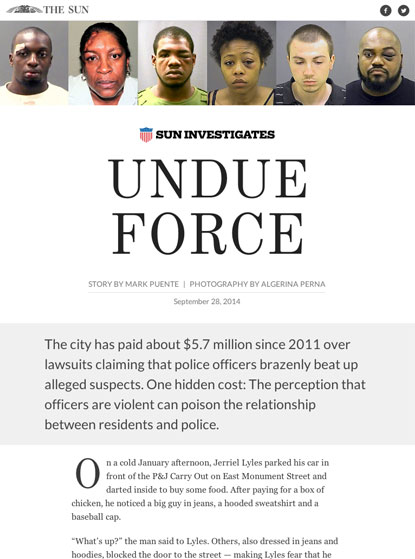 THE SUN
SUN INVESTIGATES
UNDUE
FORCE
STORY BY MARK PUENTE | PHOTOGRAPHY BY ALGERINA PERNA
September 28, 2014
The city has paid about $5.7 million since 2011 over
lawsuits claiming that police officers brazenly beat up
alleged suspects. One hidden cost: The perception that
officers are violent can poison the relationship
between residents and police.
On a cold January afternoon, Jerriel Lyles parked his car in
front of the P&J Carry Out on East Monument Street and
darted inside to buy some food. After paying for a box of
chicken, he noticed a big guy in jeans, a hooded sweatshirt and a
baseball cap.
“What’s up?” the man said to Lyles. Others, also dressed in jeans and
hoodies, blocked the door to the street — making Lyles fear that he